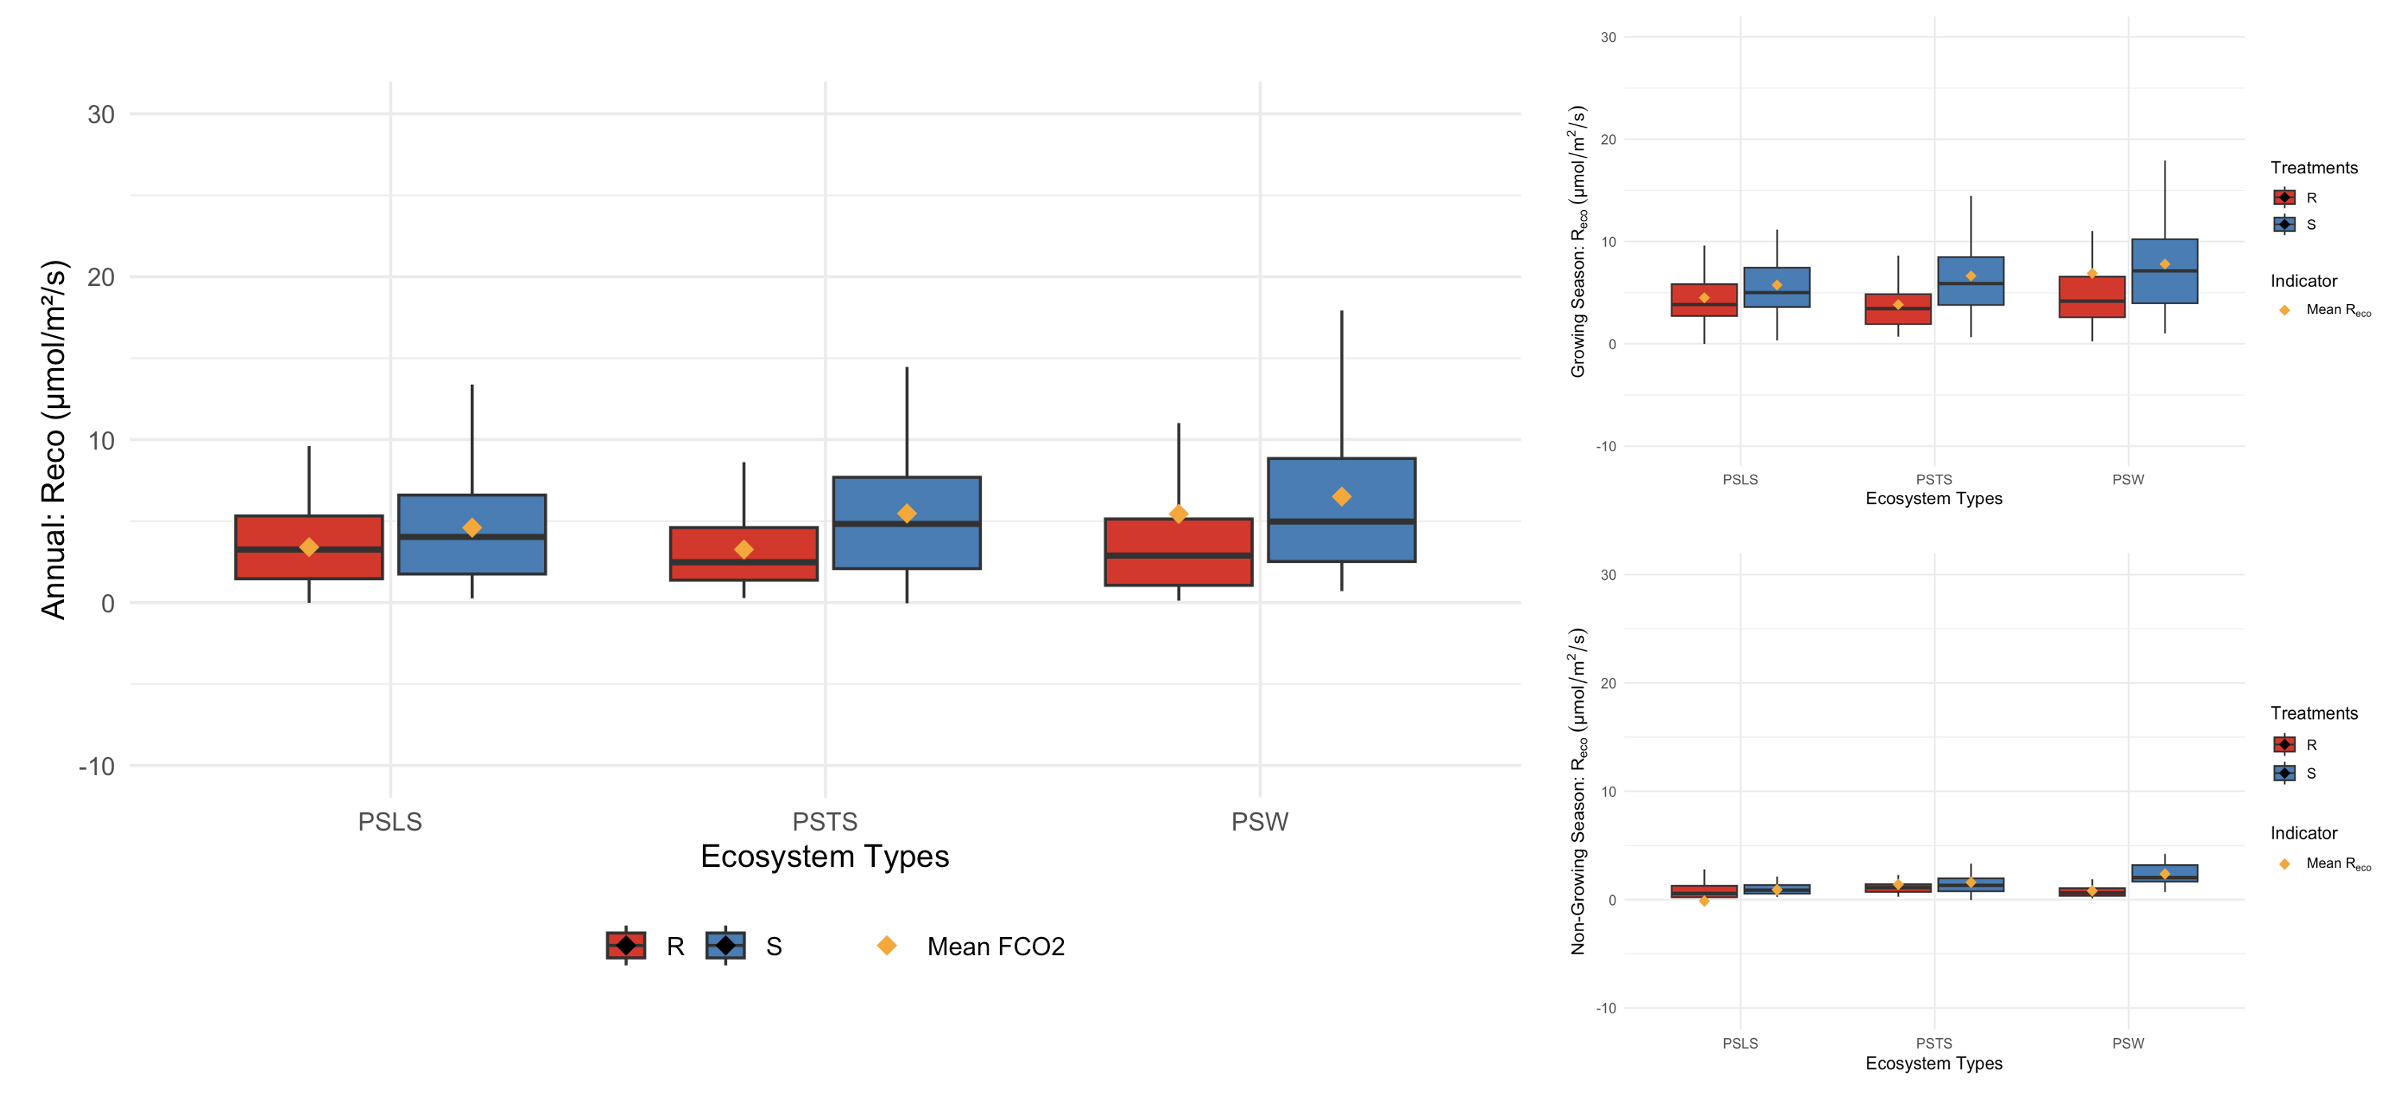 Annual: Reco (μmol/m²/s)
30
20
10
0
-10
PSLS PSTS PSW
Ecosystem Types
R S Mean FCO2
Growing Season: Reco (μmol/m²/s)
30
20
10
0
-10
PSLS PSTS PSW
Ecosystem Types
Treatments
R
S
Indicator
Mean Reco
Non-Growing Season: Reco (μmol/m²/s)
30
20
10
0
-10
PSLS PSTS PSW
Ecosystem Types
Treatments
R
S
Indicator
Mean Reco